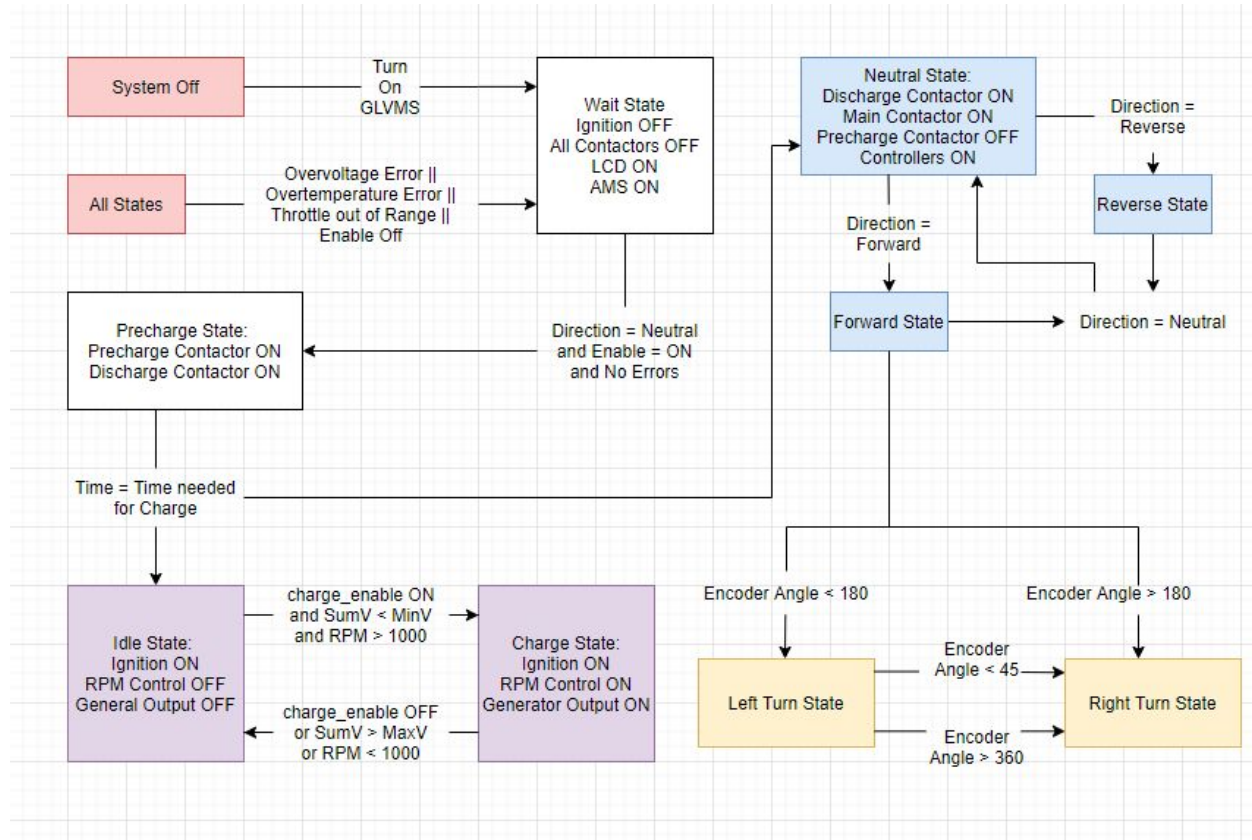 System Off
Turn
On
GLVMS
Wait State
Ignition OFF
All Contactors OFF
LCD ON
AMS ON
All States
Overvoltage Error ||
Overtemperature Error ||
Throttle out of Range ||
Enable Off
Neutral State:
Discharge Contactor ON
Main Contactor ON
Precharge Contactor OFF
Controllers ON
Direction =
Reverse
Reverse State
Direction =
Forward
Forward State
Direction = Neutral
Precharge State:
Precharge Contactor ON
Discharge Contactor ON
Direction = Neutral
and Enable = ON
and No Errors
Time = Time needed
for Charge
Idle State:
Ignition ON
RPM Control OFF
General Output OFF
charge_enable ON
and SumV < MinV
and RPM > 1000
charge_enable OFF
or SumV > MaxV
or RPM < 1000
Charge State:
Ignition ON
RPM Control ON
Generator Output ON
Encoder Angle < 180
Encoder Angle > 180
Left Turn State
Encoder
Angle < 45
Encoder
Angle > 360
Right Turn State